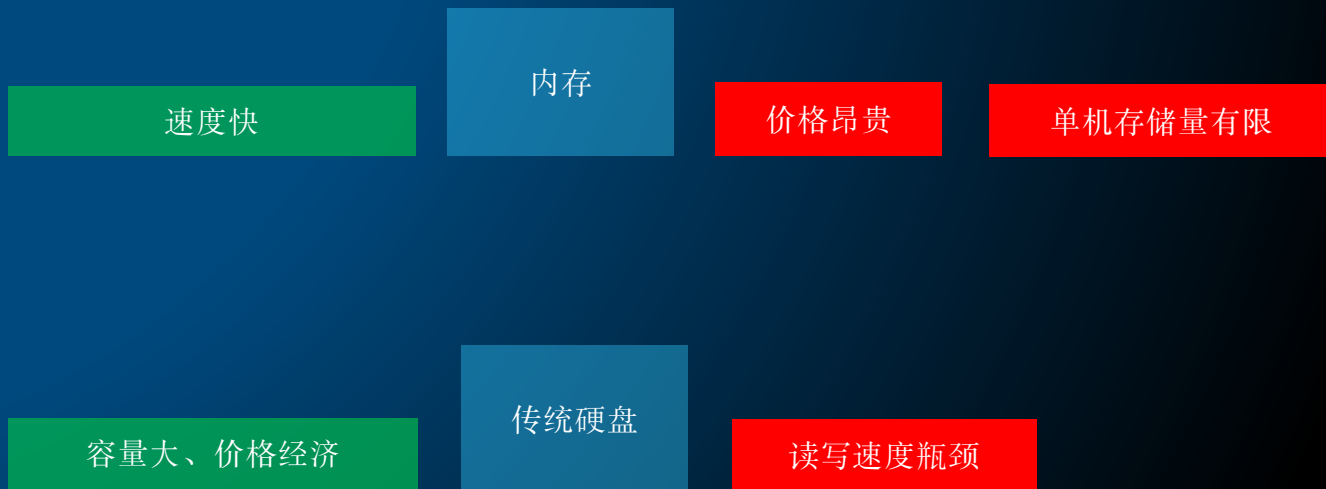 内存
速度快
价格昂贵
单机存储量有限
传统硬盘
容量大、价格经济
读写速度瓶颈